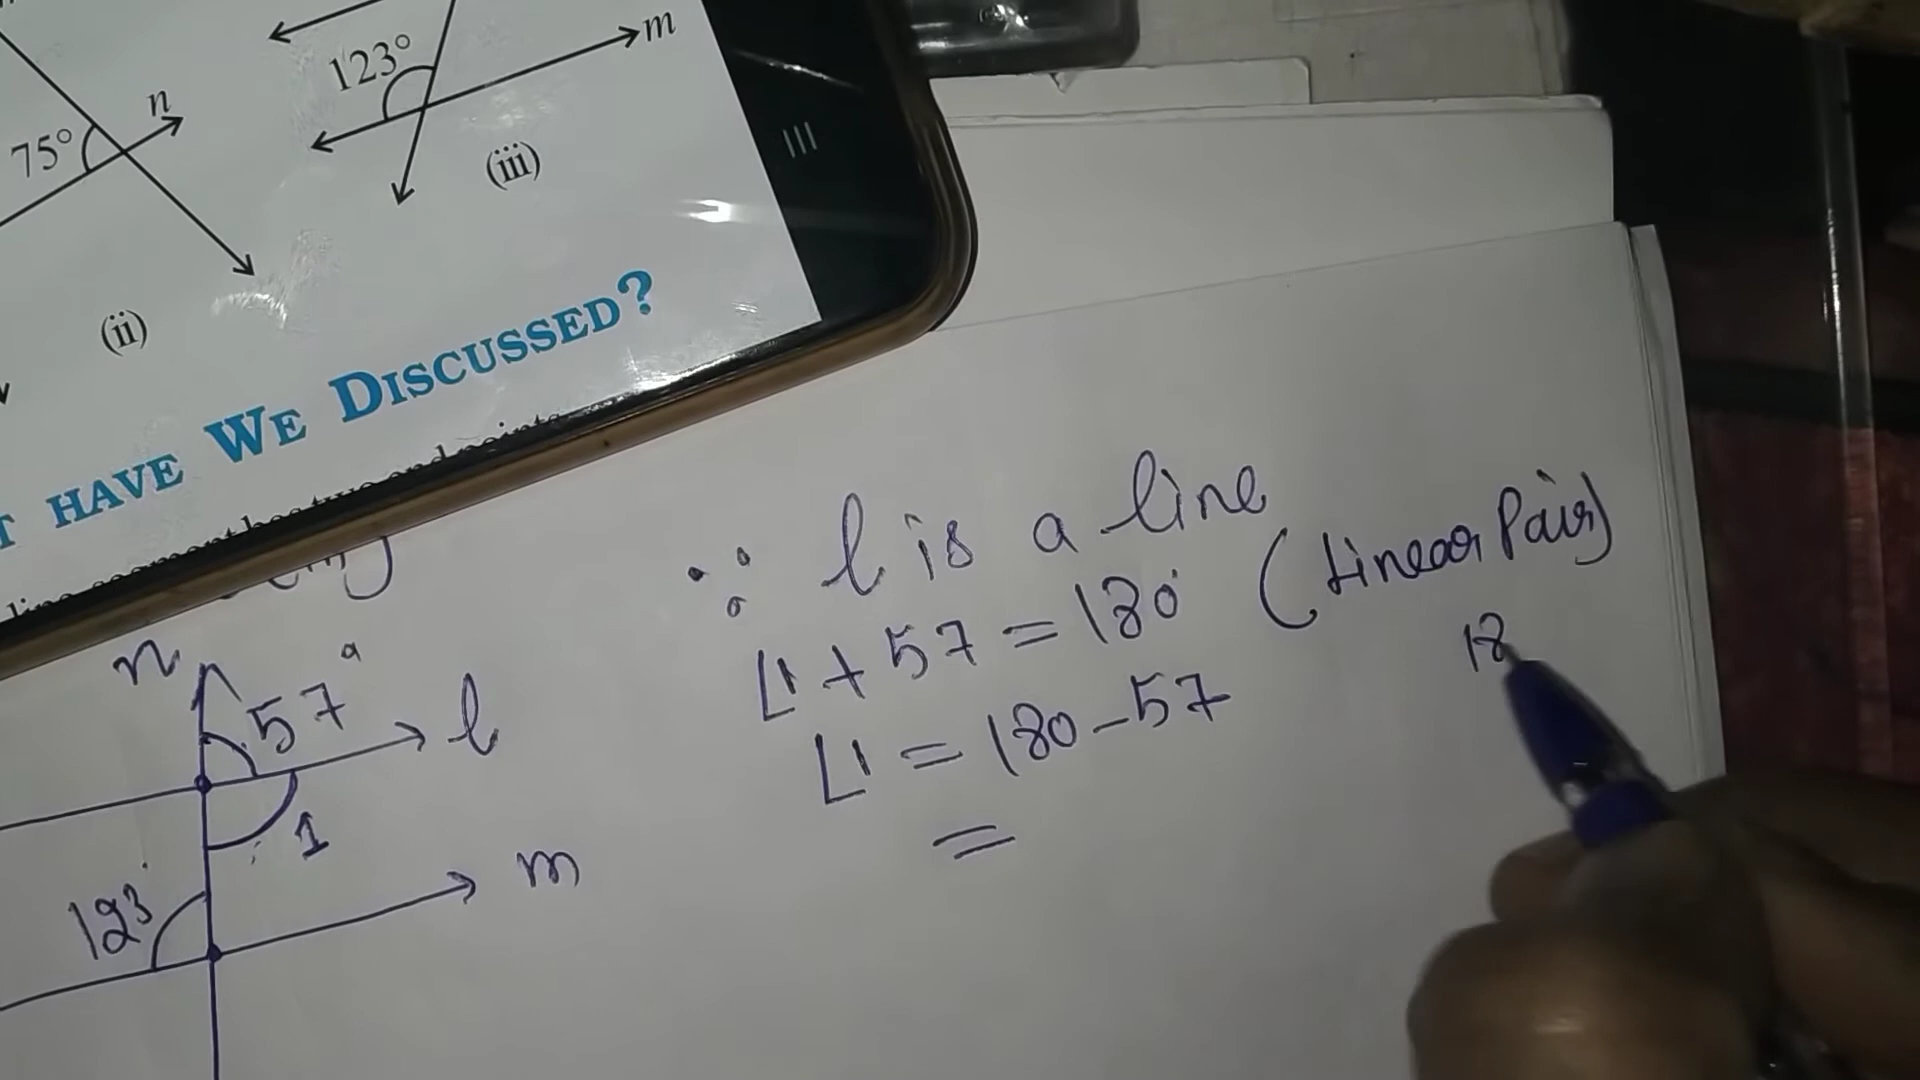 m
123°
n
75°
(iii)
(ii)
HAVE WE DISCUSSED?
∵ l is a line
∠1 + 57 = 180° (Linear Pair)
∠1 = 180 - 57
=
18
n
57°
l
1
123°
m